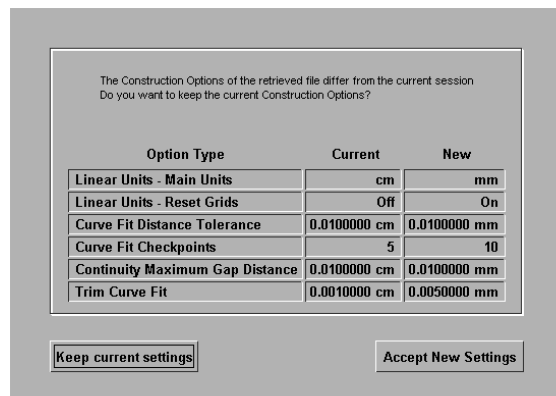 The Construction Options of the retrieved file differ from the current session
Do you want to keep the current Construction Options?
Option Type Current New
Linear Units - Main Units cm mm
Linear Units - Reset Grids Off On
Curve Fit Distance Tolerance 0.0100000 cm 0.0100000 mm
Curve Fit Checkpoints 5 10
Continuity Maximum Gap Distance 0.0100000 cm 0.0100000 mm
Trim Curve Fit 0.0010000 cm 0.0050000 mm
Keep current settings Accept New Settings